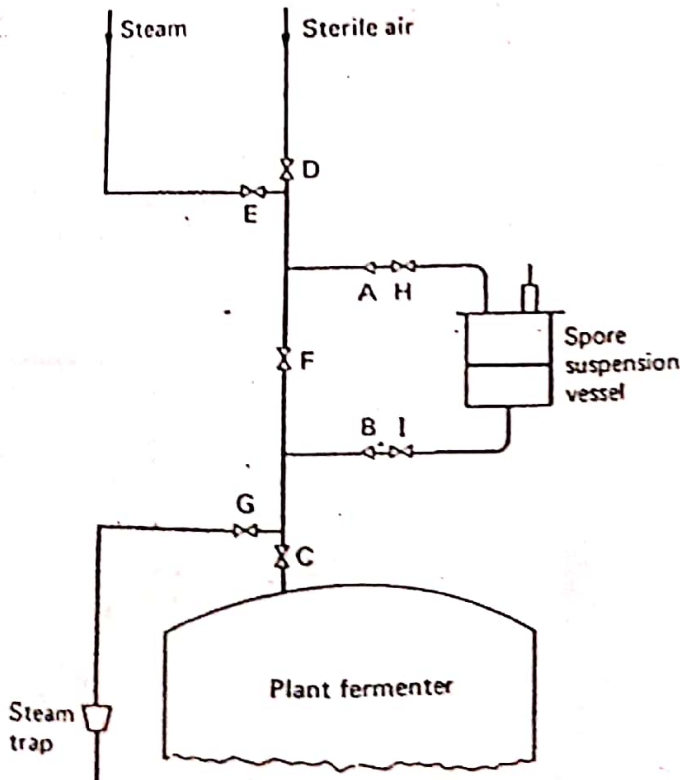 Steam
Sterile air
D
E
A H
F
Spore
suspension
vessel
B I
G
C
Plant fermenter
Steam
trap